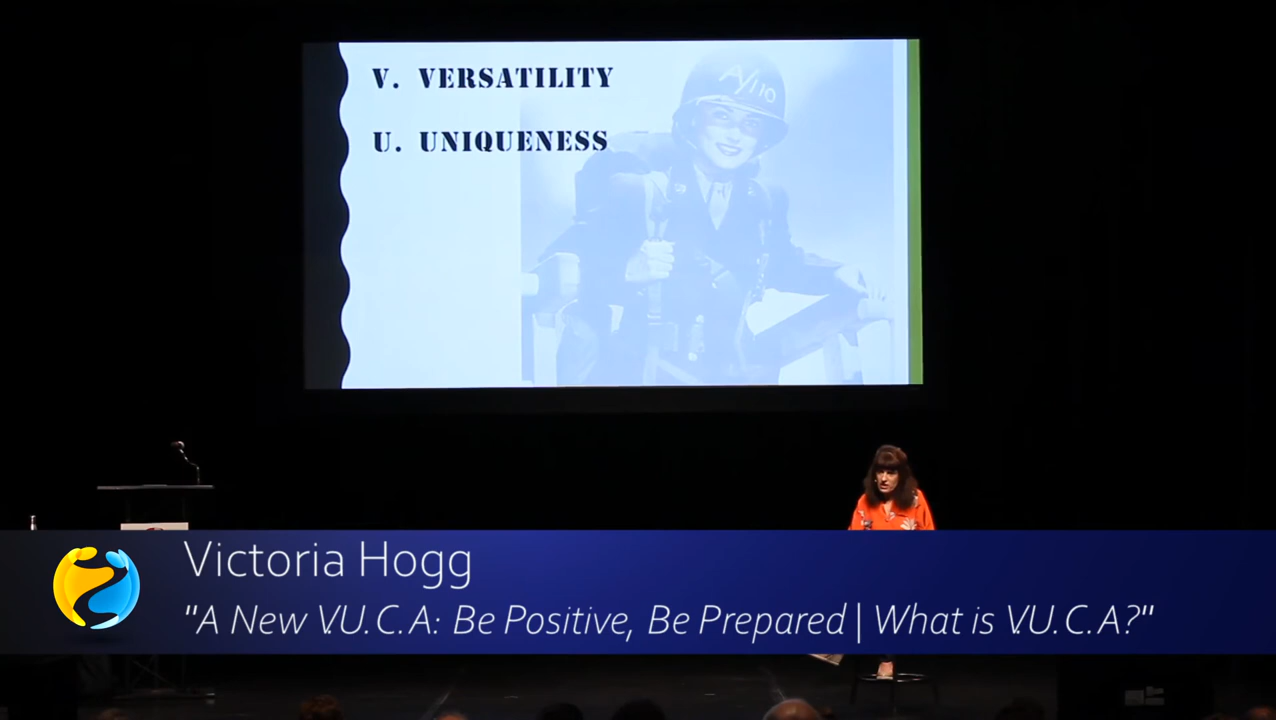 V. VERSATILITY
U. UNIQUENESS
Victoria Hogg
"A New V.U.C.A: Be Positive, Be Prepared | What is V.U.C.A?"